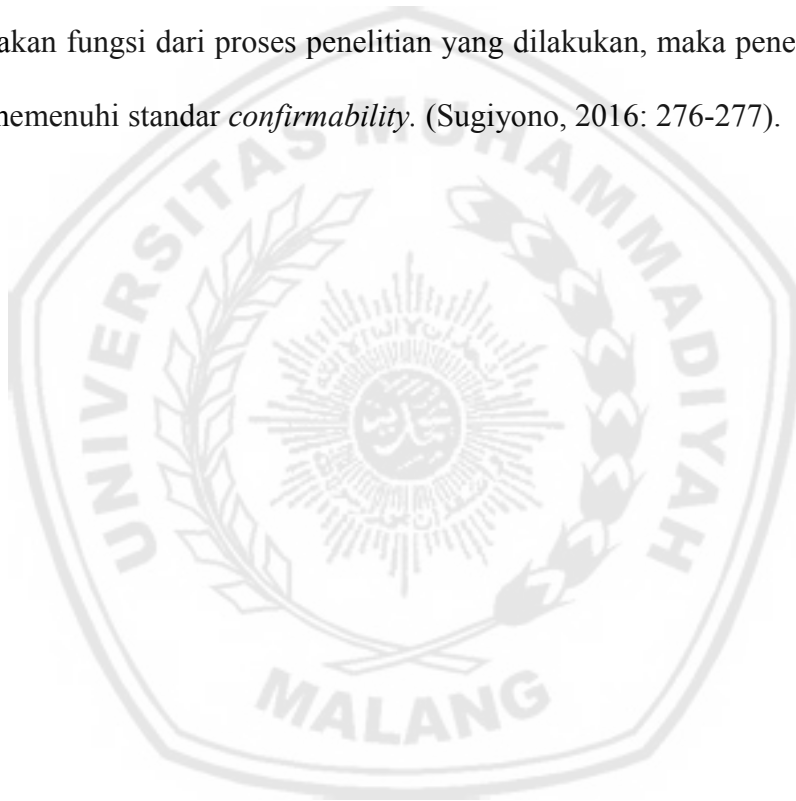 akan fungsi dari proses penelitian yang dilakukan, maka pene
memenuhi standar confirmability. (Sugiyono, 2016: 276-277).
UNIVERSITAS MUHAMMADIYAH
MALANG